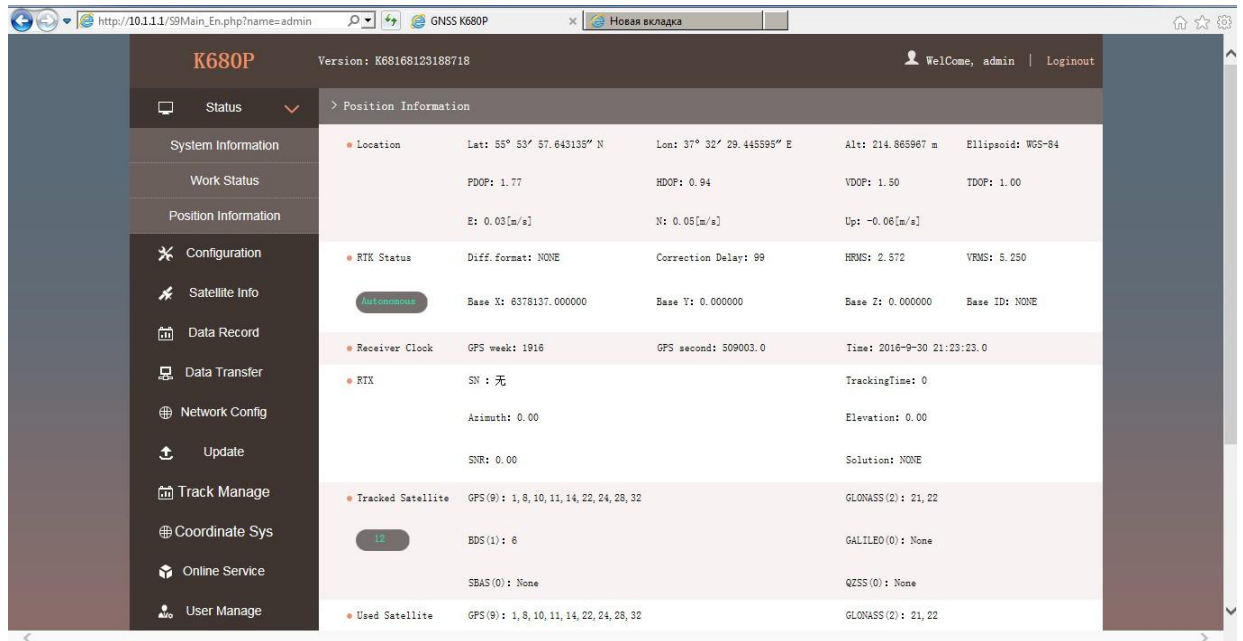 http://10.1.1.1/S9Main_En.php?name=admin GNSS K680P Новая вкладка
K680P Version: K68168123188718 WelCome, admin | Loginout
Status > Position Information
System Information • Location Lat: 55° 53′ 57.643135″ N Lon: 37° 32′ 29.445595″ E Alt: 214.865967 m Ellipsoid: WGS-84
Work Status PDOP: 1.77 HDOP: 0.94 VDOP: 1.50 TDOP: 1.00
Position Information E: 0.03[m/s] N: 0.05[m/s] Up: -0.06[m/s]
Configuration • RTK Status Diff.format: NONE Correction Delay: 99 HRMS: 2.572 VRMS: 5.250
Satellite Info Autonomous Base X: 6378137.000000 Base Y: 0.000000 Base Z: 0.000000 Base ID: NONE
Data Record • Receiver Clock GPS week: 1916 GPS second: 509003.0 Time: 2016-9-30 21:23:23.0
Data Transfer • RTX SN : 无 TrackingTime: 0
Network Config Azimuth: 0.00 Elevation: 0.00
Update SNR: 0.00 Solution: NONE
Track Manage • Tracked Satellite GPS(9): 1, 8, 10, 11, 14, 22, 24, 28, 32 GLONASS(2): 21, 22
Coordinate Sys 12 BDS(1): 6 GALILEO(0): None
Online Service SBAS(0): None QZSS(0): None
User Manage • Used Satellite GPS(9): 1, 8, 10, 11, 14, 22, 24, 28, 32 GLONASS(2): 21, 22